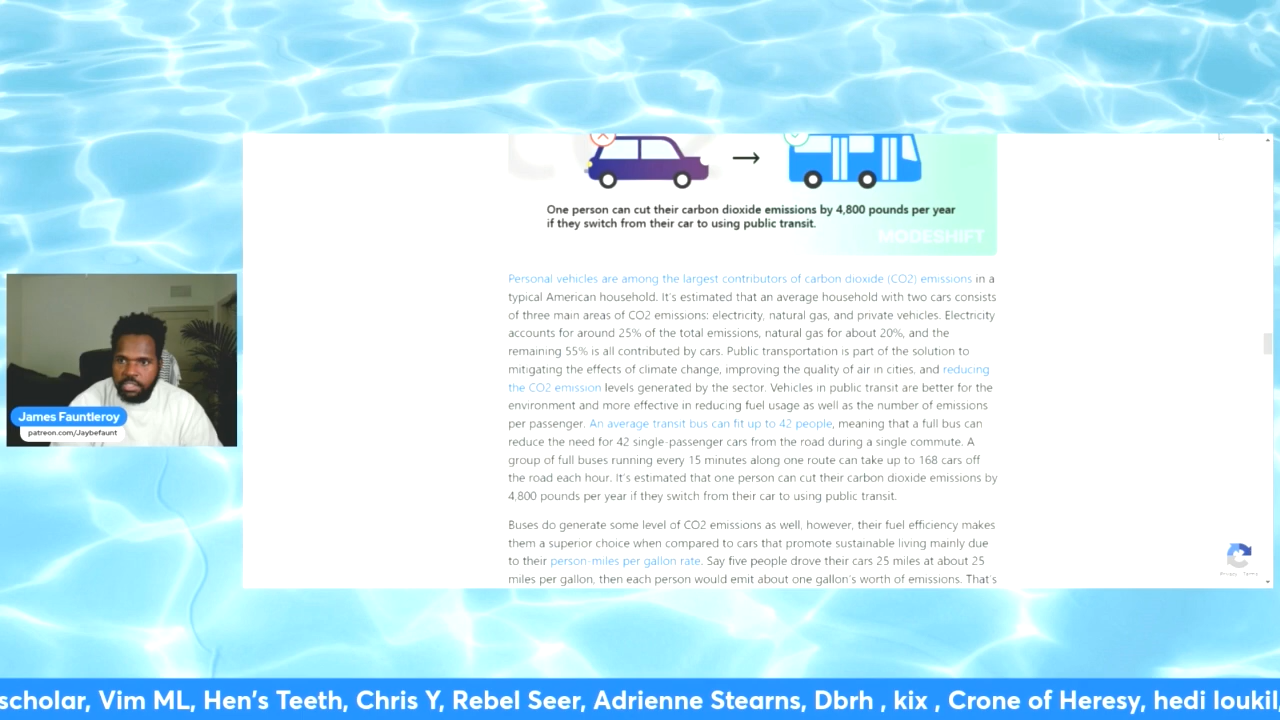 One person can cut their carbon dioxide emissions by 4,800 pounds per year
if they switch from their car to using public transit.
MODESHIFT
Personal vehicles are among the largest contributors of carbon dioxide (CO2) emissions in a
typical American household. It's estimated that an average household with two cars consists
of three main areas of CO2 emissions: electricity, natural gas, and private vehicles. Electricity
accounts for around 25% of the total emissions, natural gas for about 20%, and the
remaining 55% is all contributed by cars. Public transportation is part of the solution to
mitigating the effects of climate change, improving the quality of air in cities, and reducing
the CO2 emission levels generated by the sector. Vehicles in public transit are better for the
environment and more effective in reducing fuel usage as well as the number of emissions
per passenger. An average transit bus can fit up to 42 people, meaning that a full bus can
reduce the need for 42 single-passenger cars from the road during a single commute. A
group of full buses running every 15 minutes along one route can take up to 168 cars off
the road each hour. It's estimated that one person can cut their carbon dioxide emissions by
4,800 pounds per year if they switch from their car to using public transit.
Buses do generate some level of CO2 emissions as well, however, their fuel efficiency makes
them a superior choice when compared to cars that promote sustainable living mainly due
to their person-miles per gallon rate. Say five people drove their cars 25 miles at about 25
miles per gallon, then each person would emit about one gallon's worth of emissions. That's
Privacy - Terms
James Fauntleroy
patreon.com/Jaybefaunt
scholar, Vim ML, Hen's Teeth, Chris Y, Rebel Seer, Adrienne Stearns, Dbrh , kix , Crone of Heresy, hedi loukil,